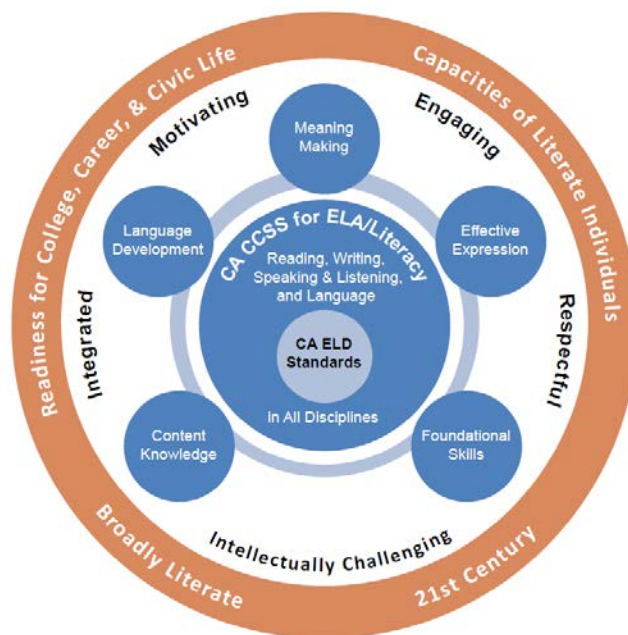 Readiness for College, Career, & Civic Life
Capacities of Literate Individuals
Motivating
Engaging
Meaning
Making
Language
Development
Effective
Expression
CA CCSS for ELA/Literacy
Reading, Writing,
Speaking & Listening,
and Language
CA ELD
Standards
In All Disciplines
Integrated
Respectful
Content
Knowledge
Foundational
Skills
Intellectually Challenging
Broadly Literate
21st Century